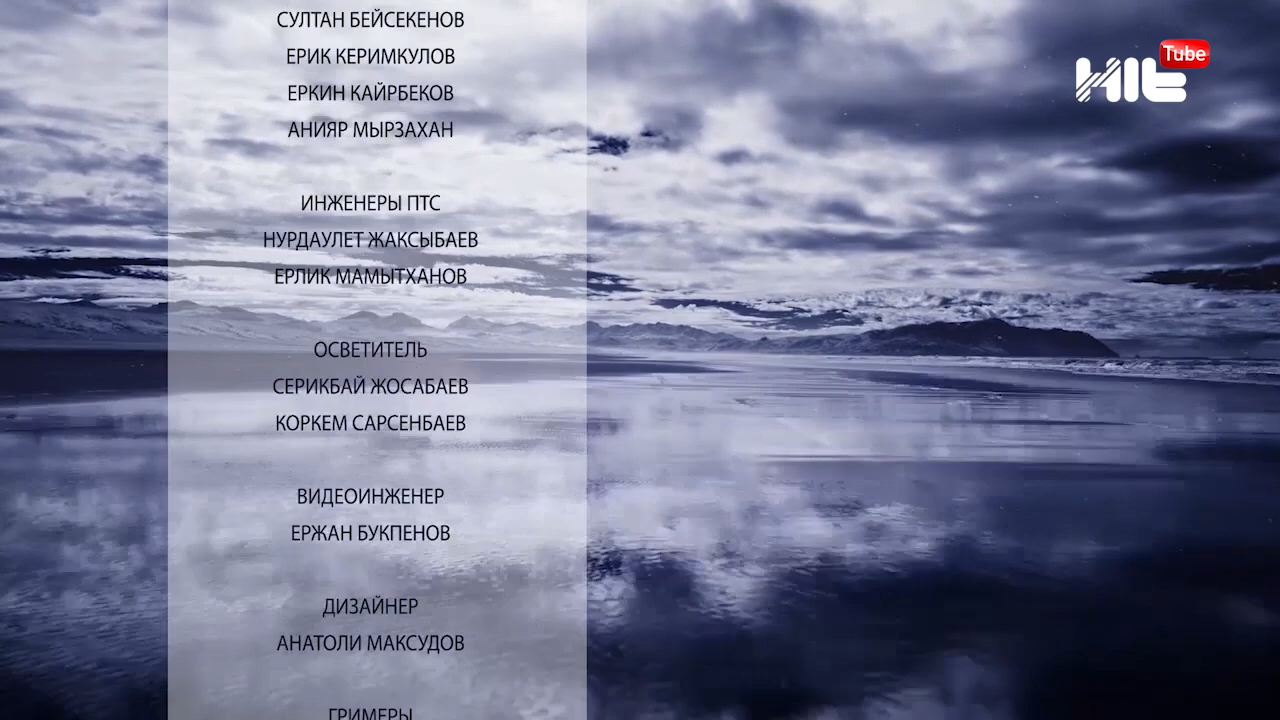 СУЛТАН БЕЙСЕКЕНОВ
ЕРИК КЕРИМКУЛОВ
ЕРКИН КАЙРБЕКОВ
АНИЯР МЫРЗАХАН
ИНЖЕНЕРЫ ПТС
НУРДАУЛЕТ ЖАКСЫБАЕВ
ЕРЛИК МАМЫТХАНОВ
ОСВЕТИТЕЛЬ
СЕРИКБАЙ ЖОСАБАЕВ
КОРКЕМ САРСЕНБАЕВ
ВИДЕОИНЖЕНЕР
ЕРЖАН БУКПЕНОВ
ДИЗАЙНЕР
АНАТОЛИ МАКСУДОВ
ГРИМЕРЫ
Hit Tube